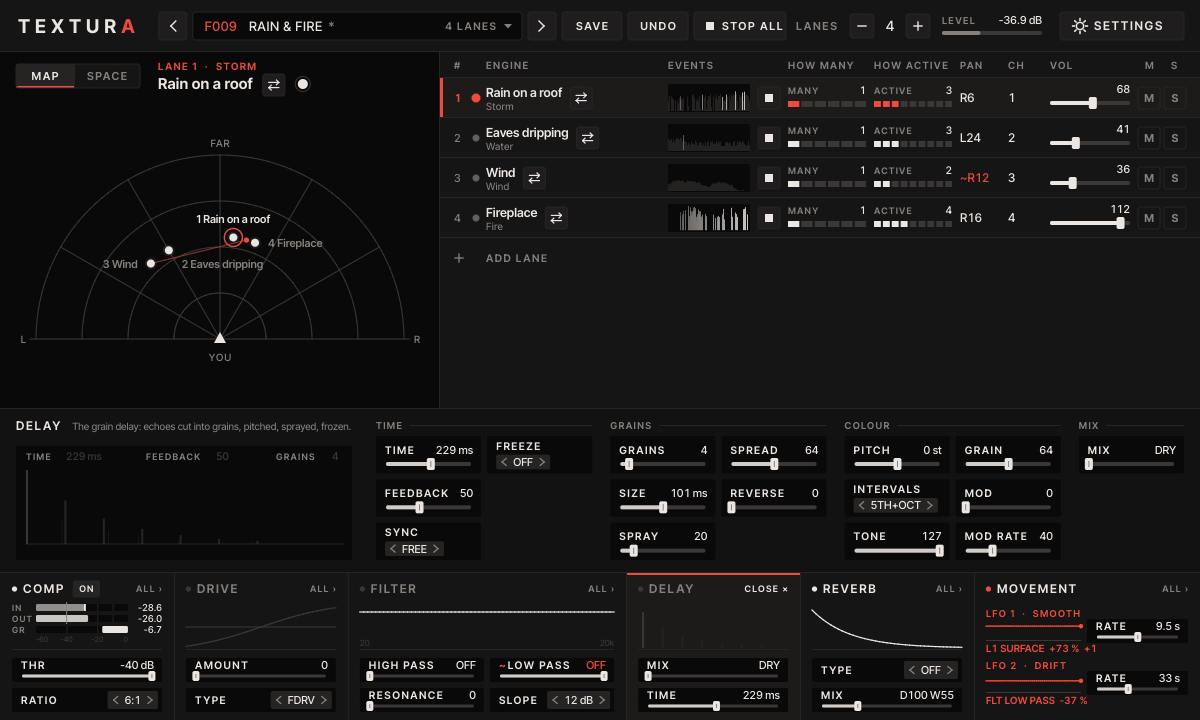 TEXTURA
F009 RAIN & FIRE * 4 LANES
SAVE
UNDO
STOP ALL
LANES
4
LEVEL -36.9 dB
SETTINGS
MAP
SPACE
LANE 1 · STORM
Rain on a roof
FAR
1 Rain on a roof
4 Fireplace
3 Wind
2 Eaves dripping
L
R
YOU
# ENGINE EVENTS HOW MANY HOW ACTIVE PAN CH VOL M S
1 Rain on a roof Storm MANY 1 ACTIVE 3 R6 1 68 M S
2 Eaves dripping Water MANY 1 ACTIVE 3 L24 2 41 M S
3 Wind Wind MANY 1 ACTIVE 2 ~R12 3 36 M S
4 Fireplace Fire MANY 1 ACTIVE 4 R16 4 112 M S
+ ADD LANE
DELAY The grain delay: echoes cut into grains, pitched, sprayed, frozen.
TIME 229 ms FEEDBACK 50 GRAINS 4
TIME
TIME 229 ms
FREEZE
< OFF >
FEEDBACK 50
SYNC
< FREE >
GRAINS
GRAINS 4
SPREAD 64
SIZE 101 ms
REVERSE 0
SPRAY 20
COLOUR
PITCH 0 st
GRAIN 64
INTERVALS
< 5TH+OCT >
MOD 0
TONE 127
MOD RATE 40
MIX
MIX DRY
COMP ON ALL ›
IN -28.6
OUT -26.0
GR -6.7
-60 -40 -20 0
THR -40 dB
RATIO < 6:1 >
DRIVE ALL ›
AMOUNT 0
TYPE < FDRV >
FILTER ALL ›
20 20k
HIGH PASS OFF
~LOW PASS OFF
RESONANCE 0
SLOPE < 12 dB >
DELAY CLOSE ×
MIX DRY
TIME 229 ms
REVERB ALL ›
TYPE < OFF >
MIX D100 W55
MOVEMENT ALL ›
LFO 1 · SMOOTH
RATE 9.5 s
L1 SURFACE +73 % +1
LFO 2 · DRIFT
RATE 33 s
FLT LOW PASS -37 %